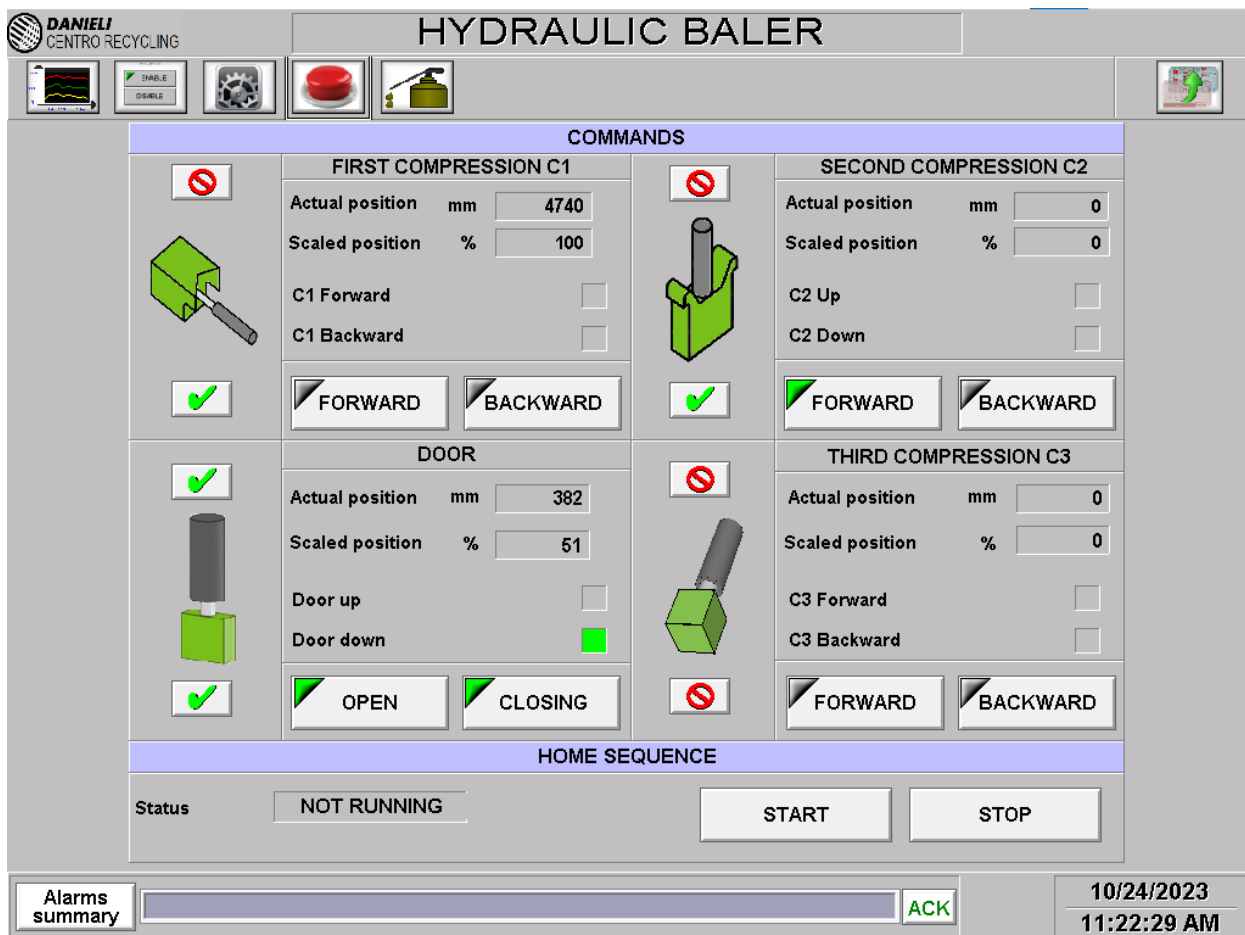 DANIELI
CENTRO RECYCLING
HYDRAULIC BALER
ENABLE
DISABLE
COMMANDS
FIRST COMPRESSION C1
Actual position mm 4740
Scaled position % 100
C1 Forward
C1 Backward
FORWARD BACKWARD
SECOND COMPRESSION C2
Actual position mm 0
Scaled position % 0
C2 Up
C2 Down
FORWARD BACKWARD
DOOR
Actual position mm 382
Scaled position % 51
Door up
Door down
OPEN CLOSING
THIRD COMPRESSION C3
Actual position mm 0
Scaled position % 0
C3 Forward
C3 Backward
FORWARD BACKWARD
HOME SEQUENCE
Status NOT RUNNING START STOP
Alarms
summary
ACK
10/24/2023
11:22:29 AM